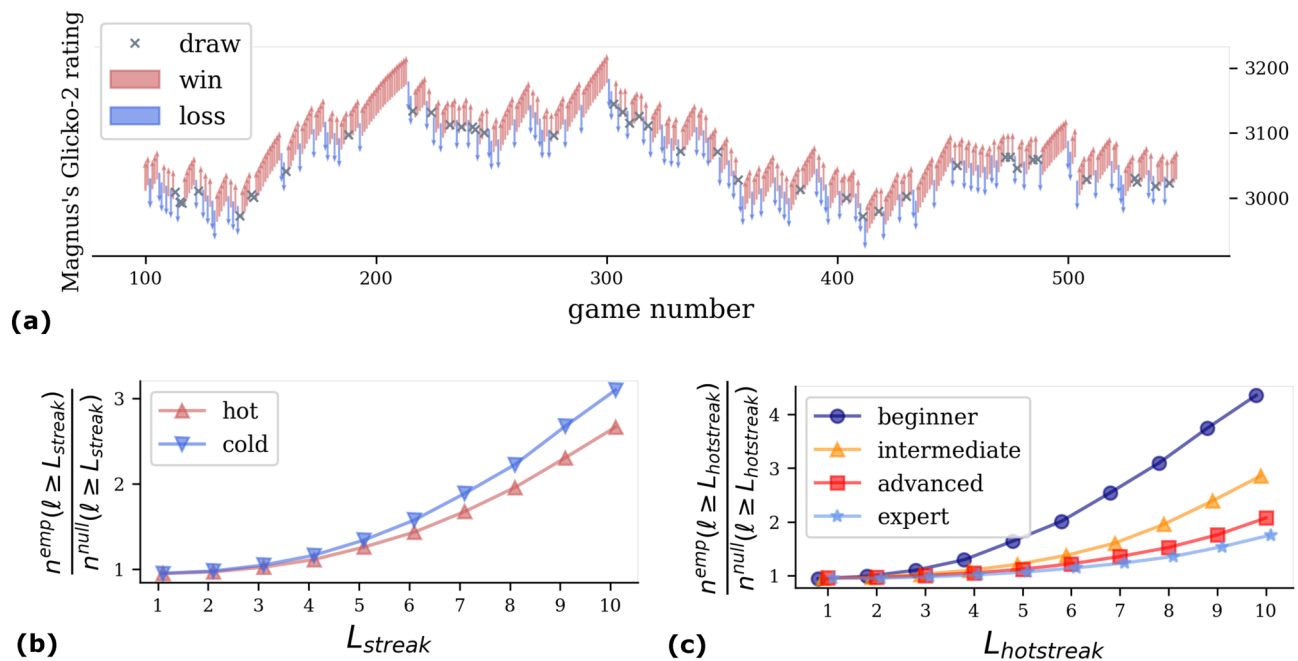 draw
win
loss
Magnus's Glicko-2 rating
3200
3100
3000
100 200 300 400 500
game number
(a)
n^emp(ℓ ≥ L_streak)
n^null(ℓ ≥ L_streak)
3
2
1
hot
cold
1 2 3 4 5 6 7 8 9 10
L_streak
(b)
n^emp(ℓ ≥ L_hotstreak)
n^null(ℓ ≥ L_hotstreak)
4
3
2
1
beginner
intermediate
advanced
expert
1 2 3 4 5 6 7 8 9 10
L_hotstreak
(c)